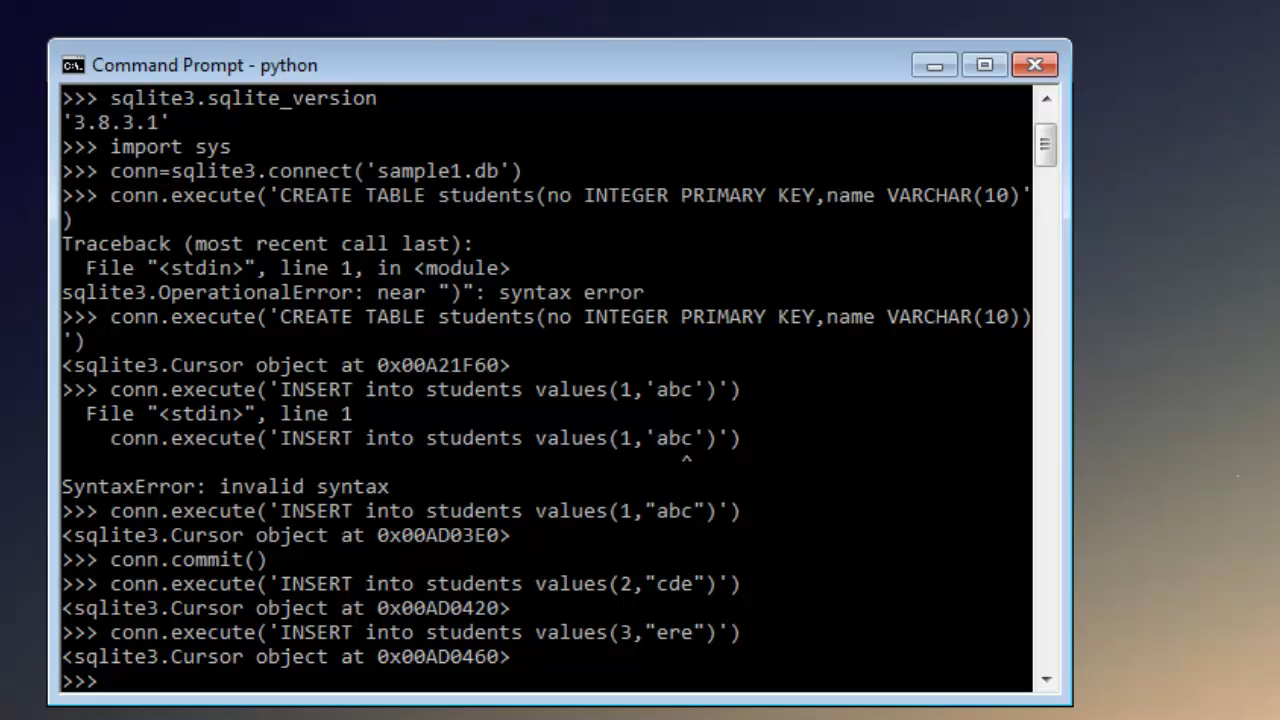 Command Prompt - python
>>> sqlite3.sqlite_version
'3.8.3.1'
>>> import sys
>>> conn=sqlite3.connect('sample1.db')
>>> conn.execute('CREATE TABLE students(no INTEGER PRIMARY KEY,name VARCHAR(10)'
)
Traceback (most recent call last):
  File "<stdin>", line 1, in <module>
sqlite3.OperationalError: near ")": syntax error
>>> conn.execute('CREATE TABLE students(no INTEGER PRIMARY KEY,name VARCHAR(10))
')
<sqlite3.Cursor object at 0x00A21F60>
>>> conn.execute('INSERT into students values(1,'abc')')
  File "<stdin>", line 1
    conn.execute('INSERT into students values(1,'abc')')
                                                   ^
SyntaxError: invalid syntax
>>> conn.execute('INSERT into students values(1,"abc")')
<sqlite3.Cursor object at 0x00AD03E0>
>>> conn.commit()
>>> conn.execute('INSERT into students values(2,"cde")')
<sqlite3.Cursor object at 0x00AD0420>
>>> conn.execute('INSERT into students values(3,"ere")')
<sqlite3.Cursor object at 0x00AD0460>
>>>